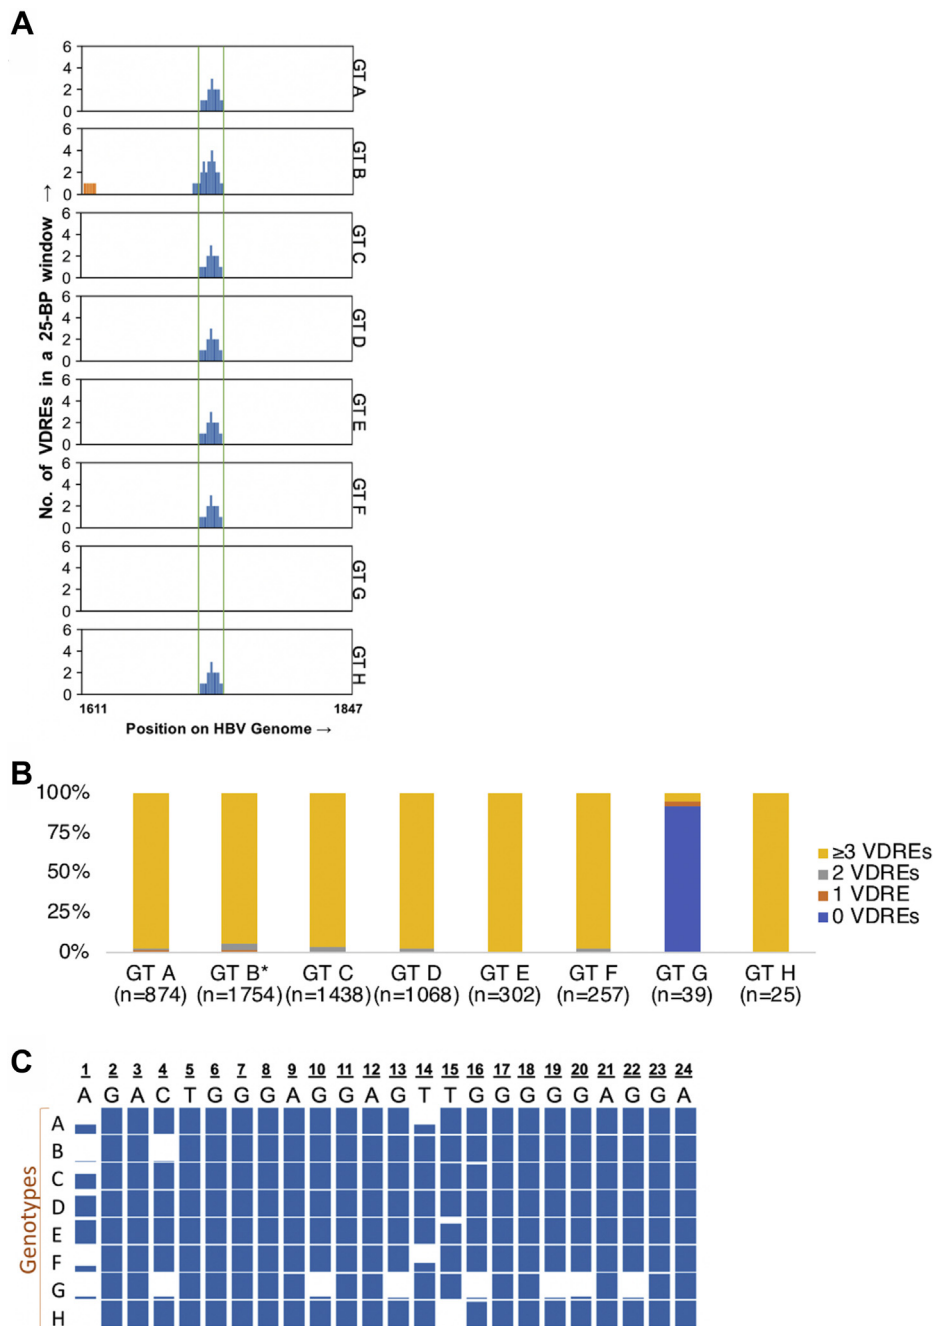 A
6
4
2
0
GT A
6
4
2
0
GT B
6
4
2
0
GT C
6
4
2
0
GT D
6
4
2
0
GT E
6
4
2
0
GT F
6
4
2
0
GT G
6
4
2
0
GT H
No. of VDREs in a 25-BP window →
1611 1847
Position on HBV Genome →
B
100%
75%
50%
25%
0%
≥3 VDREs
2 VDREs
1 VDRE
0 VDREs
GT A GT B* GT C GT D GT E GT F GT G GT H
(n=874) (n=1754) (n=1438) (n=1068) (n=302) (n=257) (n=39) (n=25)
C
1 2 3 4 5 6 7 8 9 10 11 12 13 14 15 16 17 18 19 20 21 22 23 24
A G A C T G G G A G G A G T T G G G G G A G G A
Genotypes
A
B
C
D
E
F
G
H